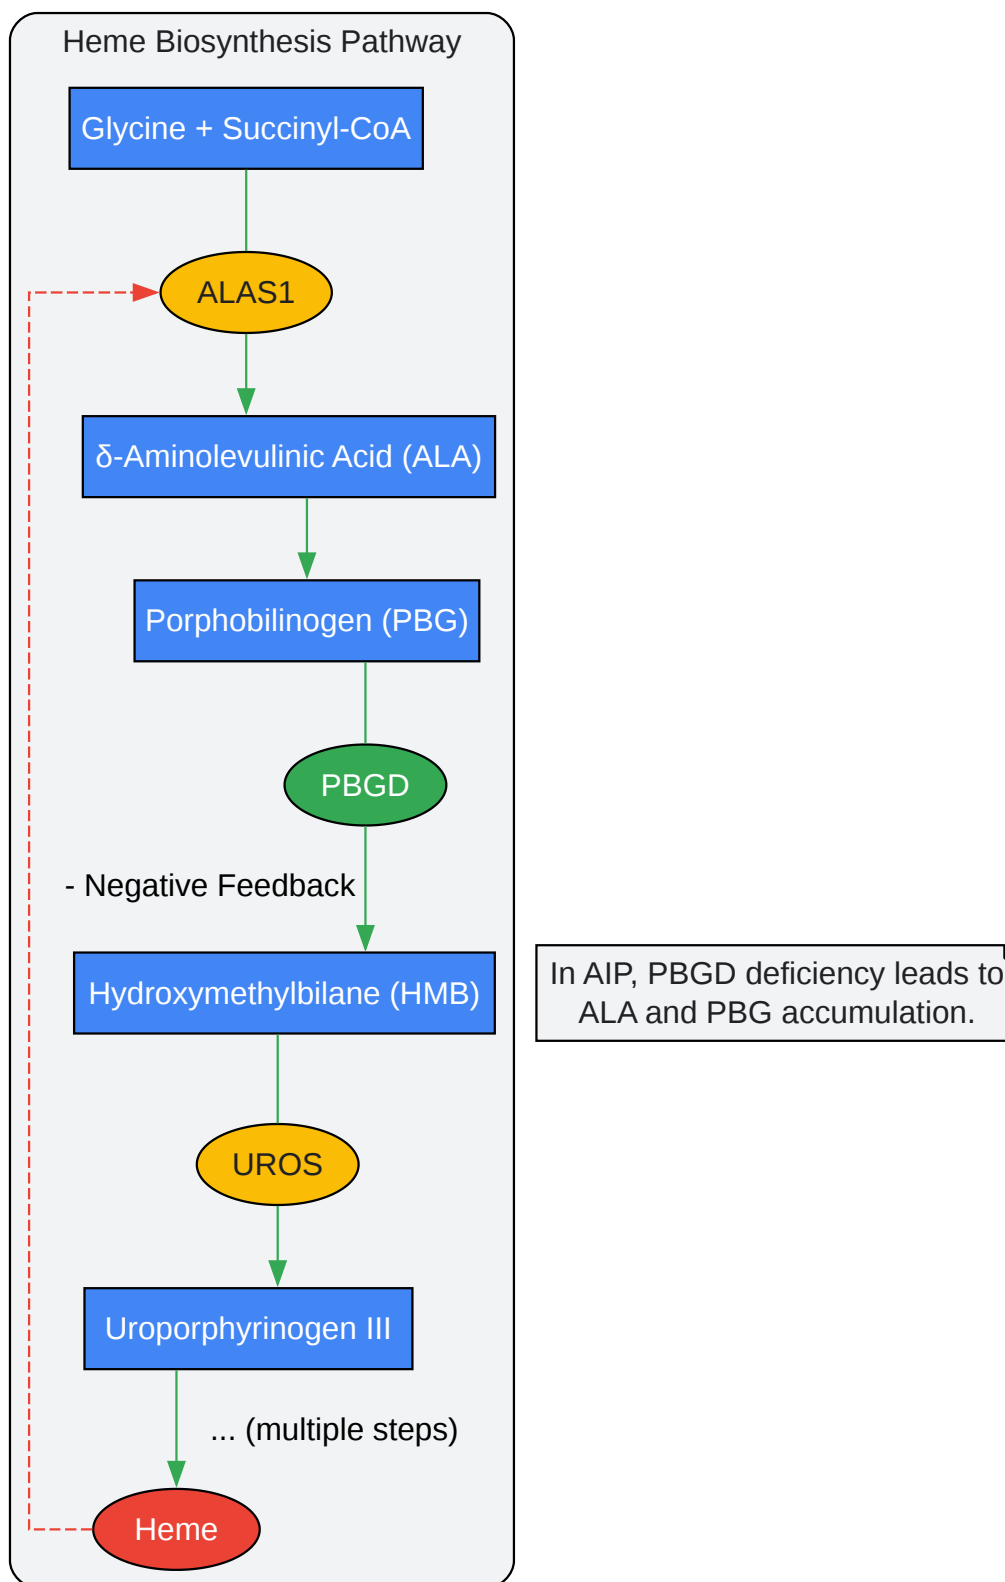 Heme Biosynthesis Pathway
Glycine + Succinyl-CoA
ALAS1
δ-Aminolevulinic Acid (ALA)
Porphobilinogen (PBG)
PBGD
- Negative Feedback
Hydroxymethylbilane (HMB)
In AIP, PBGD deficiency leads to
ALA and PBG accumulation.
UROS
Uroporphyrinogen III
... (multiple steps)
Heme